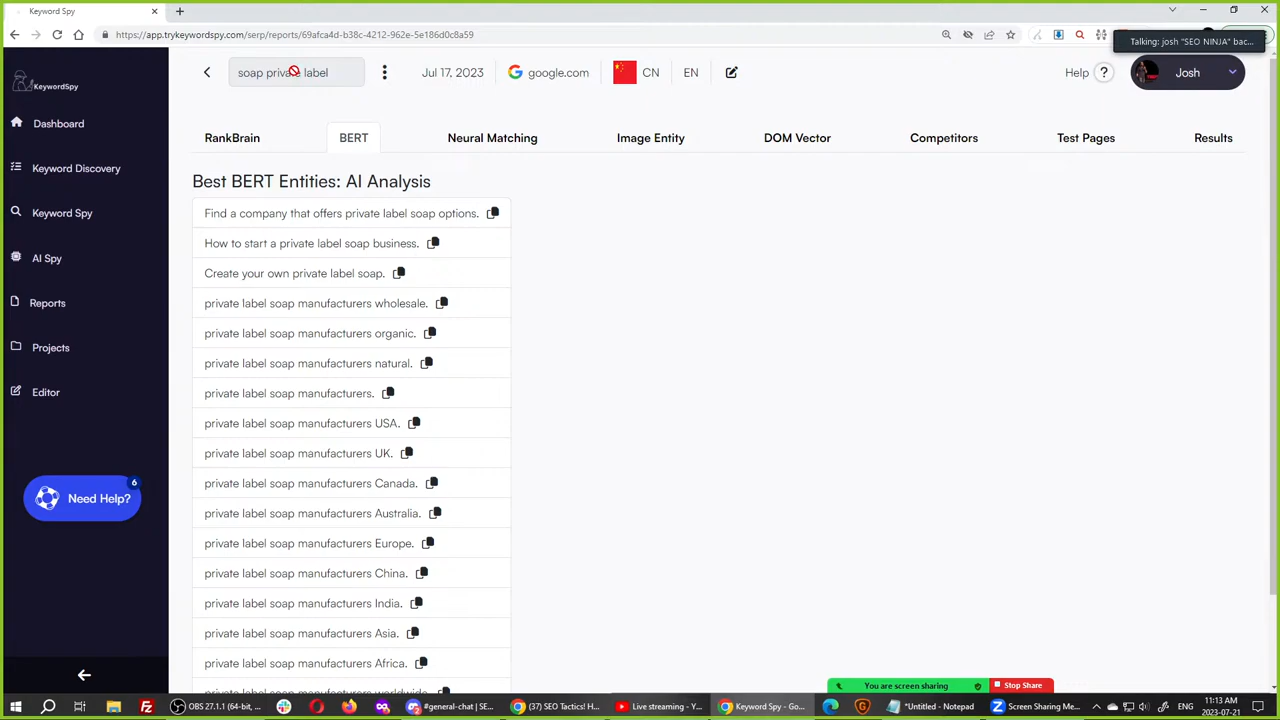 Keyword Spy
https://app.trykeywordspy.com/serp/reports/69afca4d-b38c-4212-962e-5e186d0c8a59
Talking: josh "SEO NINJA" bac...
KeywordSpy
soap private label
Jul 17, 2023
google.com
CN
EN
Help ?
Josh
Dashboard
Keyword Discovery
Keyword Spy
AI Spy
Reports
Projects
Editor
6
Need Help?
RankBrain
BERT
Neural Matching
Image Entity
DOM Vector
Competitors
Test Pages
Results
Best BERT Entities: AI Analysis
Find a company that offers private label soap options.
How to start a private label soap business.
Create your own private label soap.
private label soap manufacturers wholesale.
private label soap manufacturers organic.
private label soap manufacturers natural.
private label soap manufacturers.
private label soap manufacturers USA.
private label soap manufacturers UK.
private label soap manufacturers Canada.
private label soap manufacturers Australia.
private label soap manufacturers Europe.
private label soap manufacturers China.
private label soap manufacturers India.
private label soap manufacturers Asia.
private label soap manufacturers Africa.
private label soap manufacturers worldwide.
You are screen sharing
Stop Share
OBS 27.1.1 (64-bit, ...
#general-chat | SE...
(37) SEO Tactics! H...
Live streaming - Y...
Keyword Spy - Go...
*Untitled - Notepad
Screen Sharing Me...
ENG
11:13 AM
2023-07-21